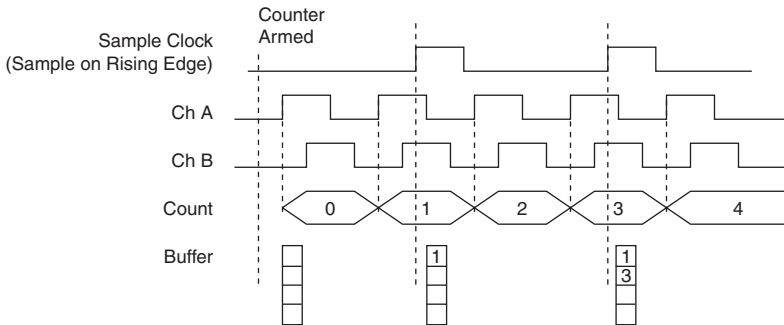 Counter
Armed
Sample Clock
(Sample on Rising Edge)
Ch A
Ch B
Count
0 1 2 3 4
Buffer
1 1
3